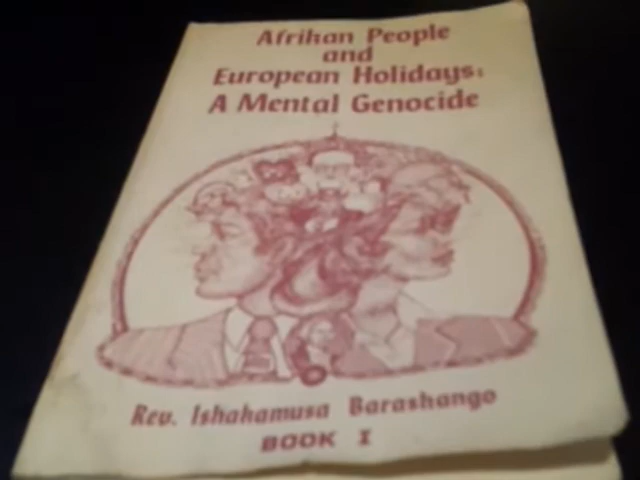 Afrikan People
and
European Holidays:
A Mental Genocide
Rev. Ishakamusa Barashango
BOOK I